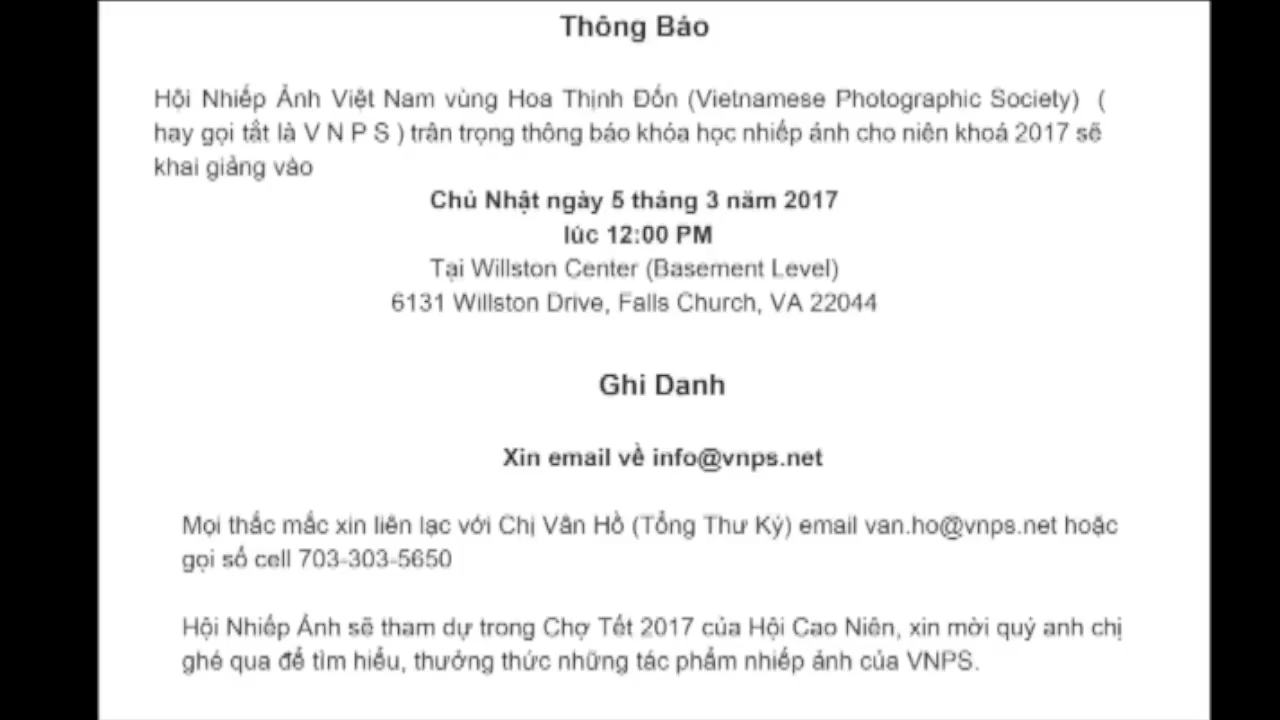 Thông Báo
Hội Nhiếp Ảnh Việt Nam vùng Hoa Thịnh Đốn (Vietnamese Photographic Society) (
hay gọi tắt là V N P S ) trân trọng thông báo khóa học nhiếp ảnh cho niên khoá 2017 sẽ
khai giảng vào
Chủ Nhật ngày 5 tháng 3 năm 2017
lúc 12:00 PM
Tại Willston Center (Basement Level)
6131 Willston Drive, Falls Church, VA 22044
Ghi Danh
Xin email về info@vnps.net
Mọi thắc mắc xin liên lạc với Chị Vân Hồ (Tổng Thư Ký) email van.ho@vnps.net hoặc
gọi số cell 703-303-5650
Hội Nhiếp Ảnh sẽ tham dự trong Chợ Tết 2017 của Hội Cao Niên, xin mời quý anh chị
ghé qua để tìm hiểu, thưởng thức những tác phẩm nhiếp ảnh của VNPS.